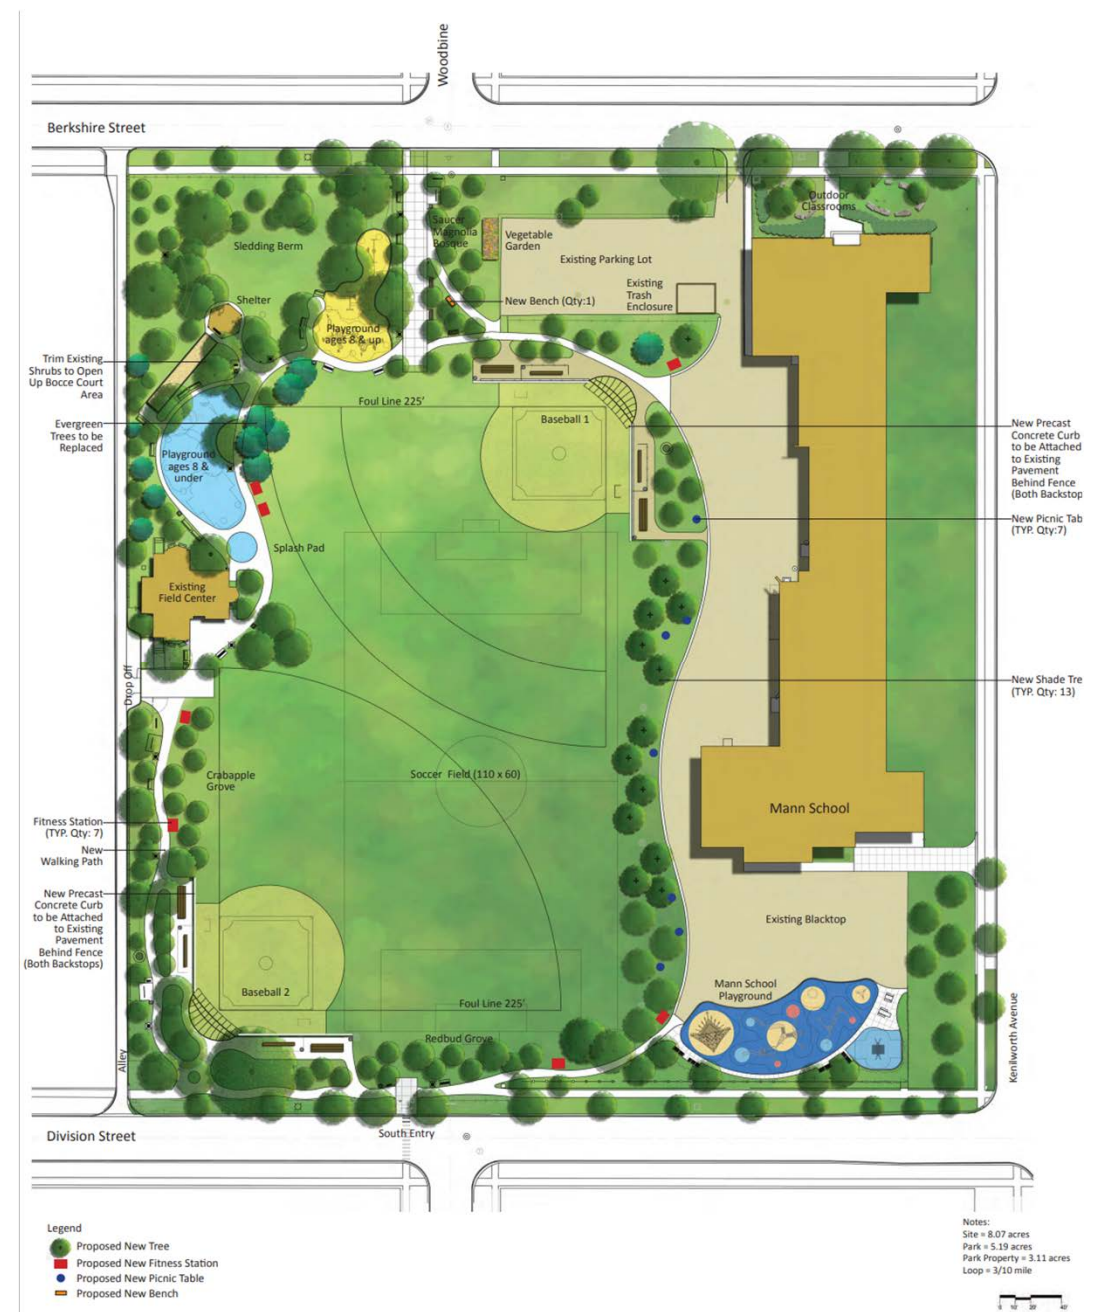 Woodbine
Berkshire Street
Outdoor
Classrooms
Saucer
Magnolia
Bosque
Vegetable
Garden
Sledding Berm
Existing Parking Lot
Existing
Trash
Enclosure
Shelter
New Bench (Qty:1)
Playground
ages 8 & up
Trim Existing
Shrubs to Open
Up Bocce Court
Area
Foul Line 225'
Baseball 1
Evergreen
Trees to be
Replaced
New Precast
Concrete Curb
to be Attached
to Existing
Pavement
Behind Fence
(Both Backstop
Playground
ages 8 &
under
New Picnic Tab
(TYP. Qty:7)
Splash Pad
Existing
Field Center
Drop Off
New Shade Tre
(TYP. Qty: 13)
Crabapple
Grove
Soccer Field (110 x 60)
Mann School
Fitness Station
(TYP. Qty: 7)
New
Walking Path
New Precast
Concrete Curb
to be Attached
to Existing
Pavement
Behind Fence
(Both Backstops)
Existing Blacktop
Baseball 2
Foul Line 225'
Mann School
Playground
Redbud Grove
Alley
Kenilworth Avenue
Division Street
South Entry
Legend
Proposed New Tree
Proposed New Fitness Station
Proposed New Picnic Table
Proposed New Bench
Notes:
Site = 8.07 acres
Park = 5.19 acres
Park Property = 3.11 acres
Loop = 3/10 mile
0 10' 20' 40'